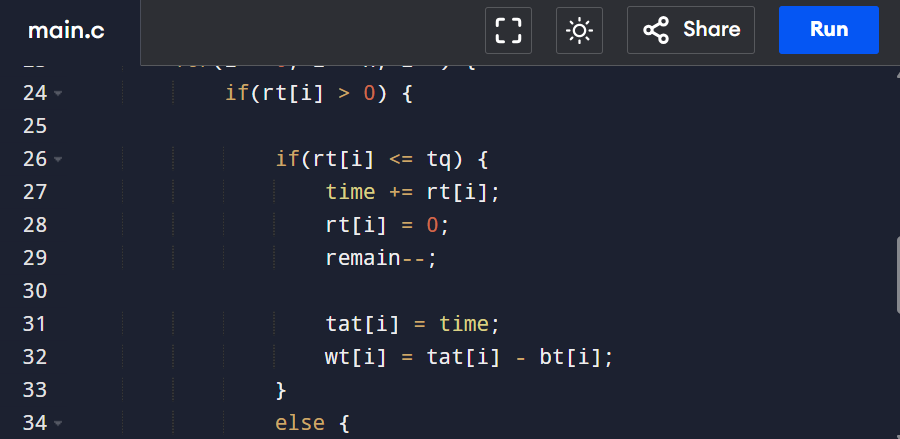 main.c
Share
Run
24 if(rt[i] > 0) {
25
26 if(rt[i] <= tq) {
27 time += rt[i];
28 rt[i] = 0;
29 remain--;
30
31 tat[i] = time;
32 wt[i] = tat[i] - bt[i];
33 }
34 else {